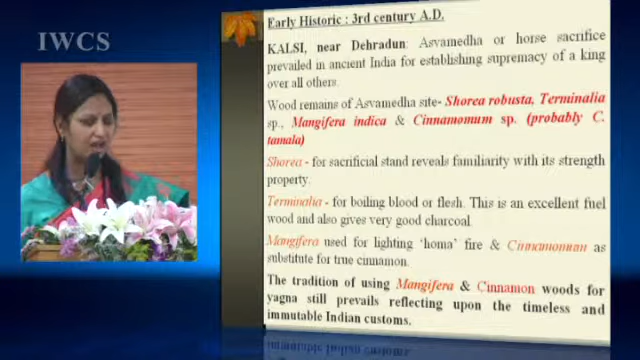 IWCS
Early Historic : 3rd century A.D.
KALSI, near Dehradun: Asvamedha or horse sacrifice
prevailed in ancient India for establishing supremacy of a king
over all others.
Wood remains of Asvamedha site- Shorea robusta, Terminalia
sp., Mangifera indica & Cinnamomum sp. (probably C.
tamala)
Shorea - for sacrificial stand reveals familiarity with its strength
property.
Terminalia - for boiling blood or flesh. This is an excellent fuel
wood and also gives very good charcoal.
Mangifera used for lighting 'homa' fire & Cinnamomum as
substitute for true cinnamon.
The tradition of using Mangifera & Cinnamon woods for
yagna still prevails reflecting upon the timeless and
immutable Indian customs.